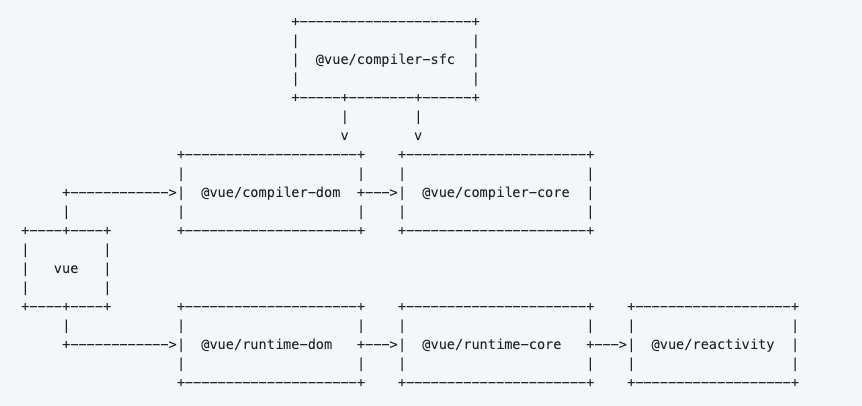 @vue/compiler-sfc
v v
@vue/compiler-dom @vue/compiler-core
vue
@vue/runtime-dom @vue/runtime-core @vue/reactivity